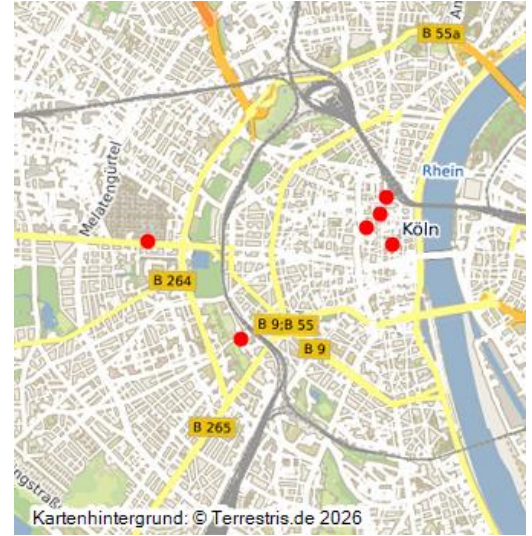 B 55a
Rhein
Melatengürtel
Köln
B 264
B 9;B 55
B 9
B 265
Kartenhintergrund: © Terrestris.de 2026